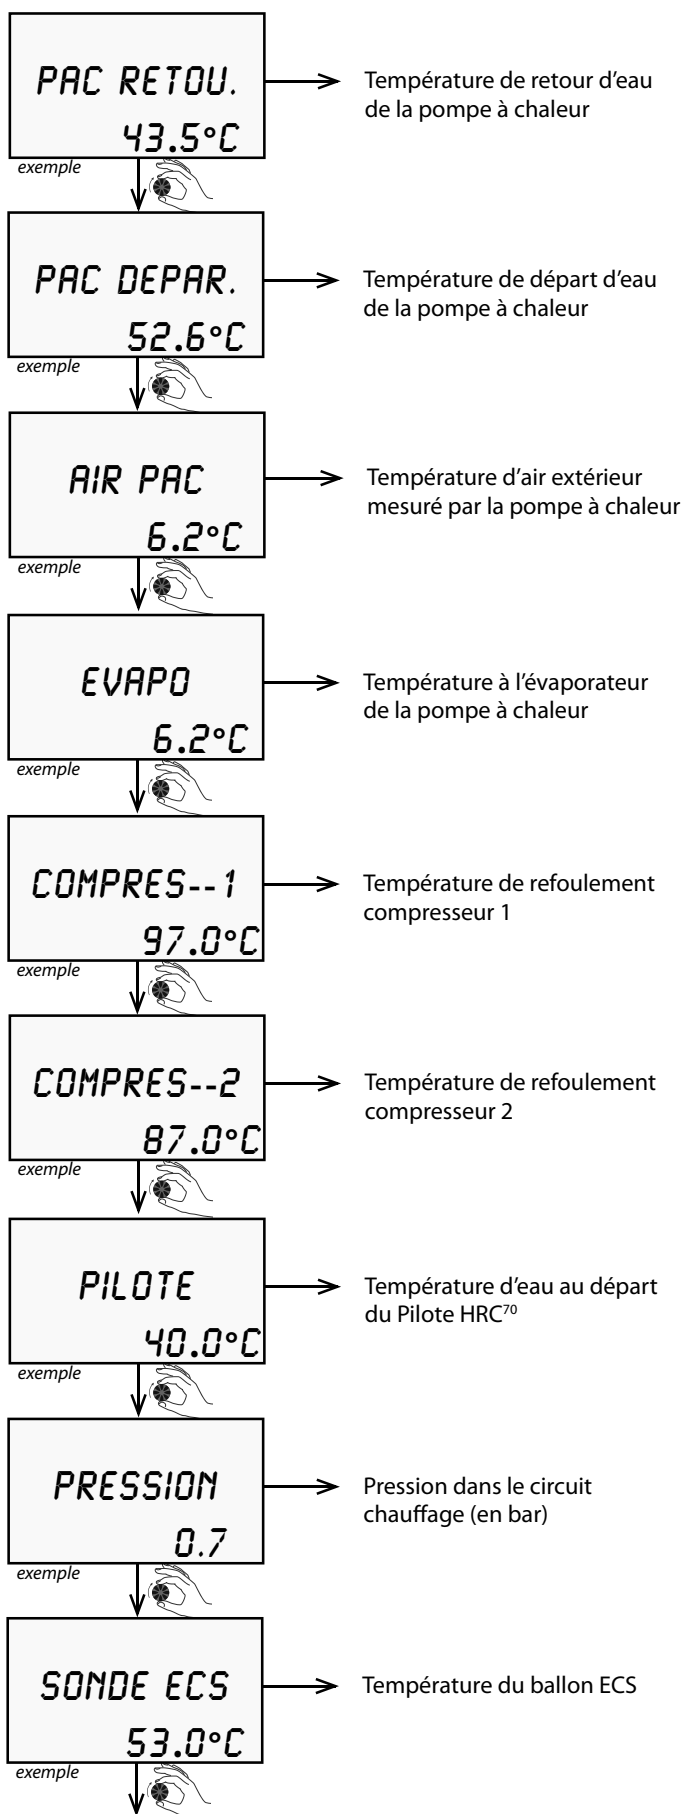 PAC RETOU.
43.5°C
exemple
Température de retour d'eau
de la pompe à chaleur
PAC DEPAR.
52.6°C
exemple
Température de départ d'eau
de la pompe à chaleur
AIR PAC
6.2°C
exemple
Température d'air extérieur
mesuré par la pompe à chaleur
EVAPO
6.2°C
exemple
Température à l'évaporateur
de la pompe à chaleur
COMPRES--1
97.0°C
exemple
Température de refoulement
compresseur 1
COMPRES--2
87.0°C
exemple
Température de refoulement
compresseur 2
PILOTE
40.0°C
exemple
Température d'eau au départ
du Pilote HRC⁷⁰
PRESSION
0.7
exemple
Pression dans le circuit
chauffage (en bar)
SONDE ECS
53.0°C
exemple
Température du ballon ECS